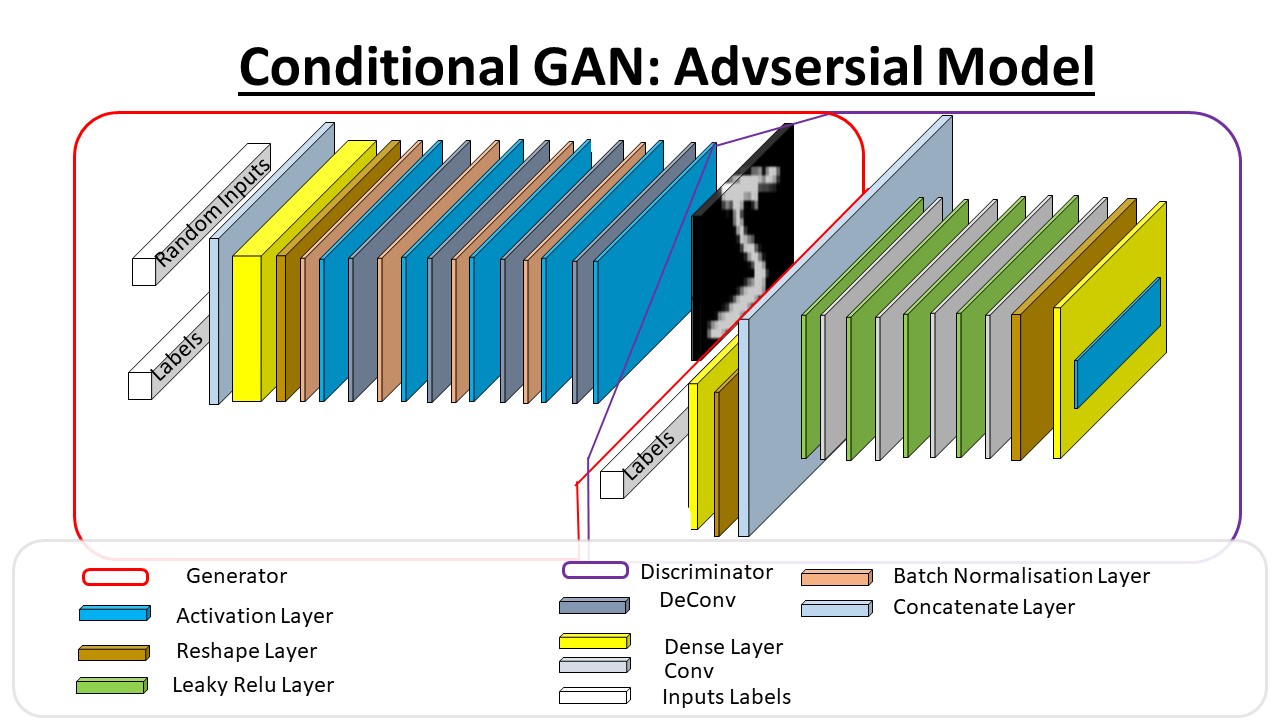 Conditional GAN: Advsersial Model
Random Inputs
Labels
Labels
Generator
Activation Layer
Reshape Layer
Leaky Relu Layer
Discriminator
DeConv
Dense Layer
Conv
Inputs Labels
Batch Normalisation Layer
Concatenate Layer